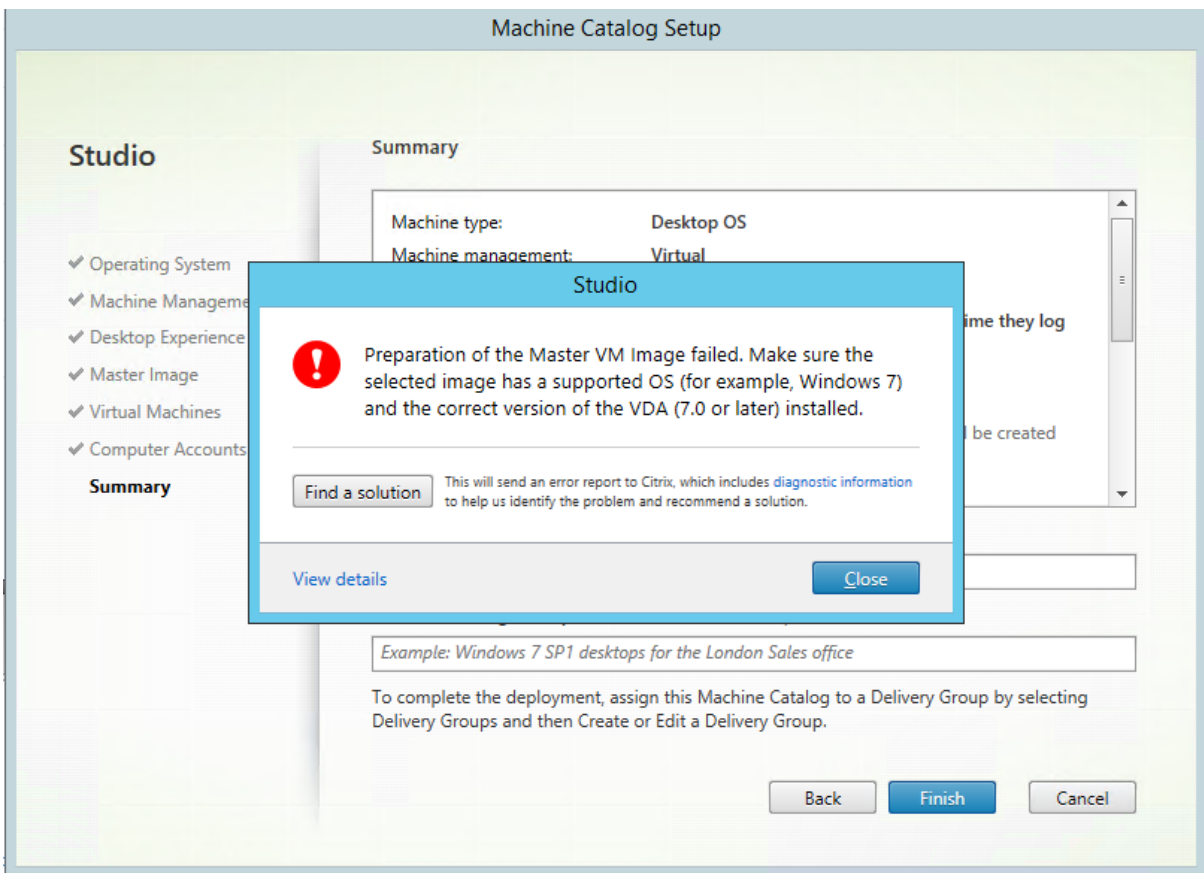 Machine Catalog Setup
Studio
Operating System
Machine Manageme
Desktop Experience
Master Image
Virtual Machines
Computer Accounts
Summary
Summary
Machine type: Desktop OS
Machine management: Virtual
ime they log
l be created
Studio
Preparation of the Master VM Image failed. Make sure the
selected image has a supported OS (for example, Windows 7)
and the correct version of the VDA (7.0 or later) installed.
Find a solution
This will send an error report to Citrix, which includes diagnostic information
to help us identify the problem and recommend a solution.
View details
Close
Example: Windows 7 SP1 desktops for the London Sales office
To complete the deployment, assign this Machine Catalog to a Delivery Group by selecting
Delivery Groups and then Create or Edit a Delivery Group.
Back Finish Cancel